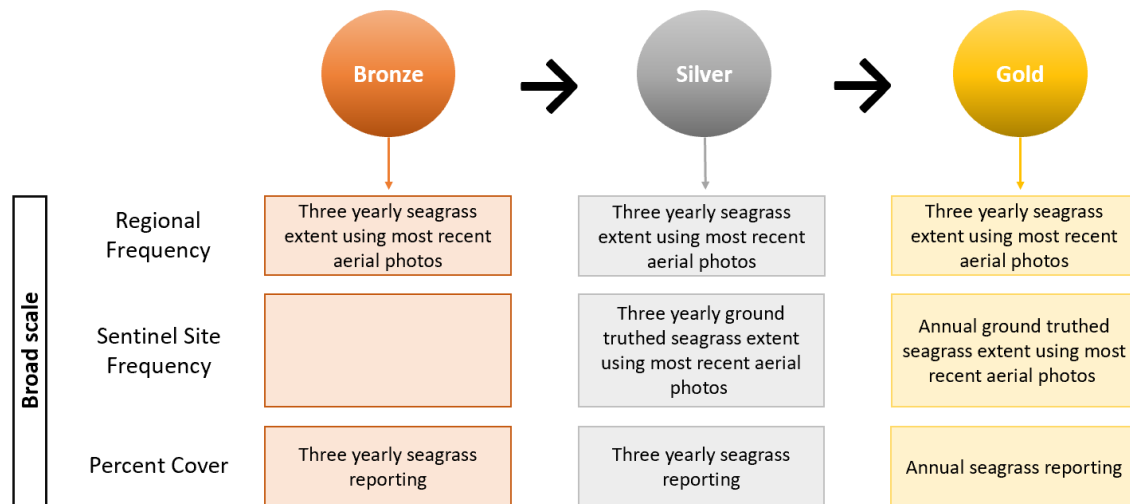 Bronze
Silver
Gold
Broad scale
Regional
Frequency
Three yearly seagrass
extent using most recent
aerial photos
Three yearly seagrass
extent using most recent
aerial photos
Three yearly seagrass
extent using most recent
aerial photos
Sentinel Site
Frequency
Three yearly ground
truthed seagrass extent
using most recent aerial
photos
Annual ground truthed
seagrass extent using most
recent aerial photos
Percent Cover
Three yearly seagrass
reporting
Three yearly seagrass
reporting
Annual seagrass reporting